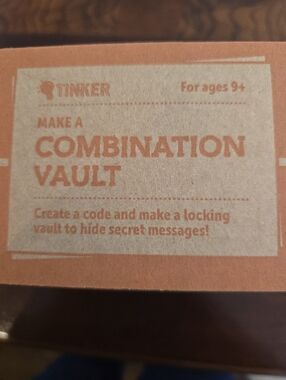 TINKER
For ages 9+
MAKE A
COMBINATION
VAULT
Create a code and make a locking
vault to hide secret messages!